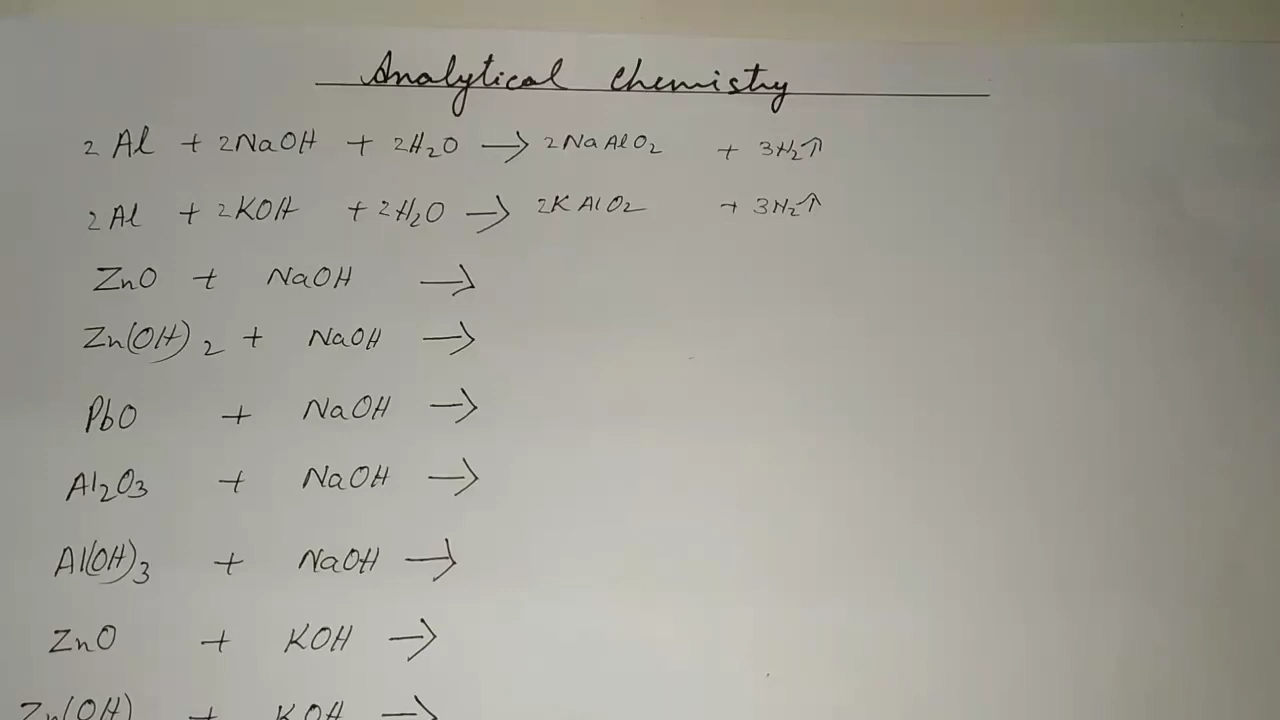 Analytical Chemistry
2 Al + 2NaOH + 2H₂O → 2NaAlO₂ + 3H₂↑
2 Al + 2KOH + 2H₂O → 2KAlO₂ + 3H₂↑
ZnO + NaOH →
Zn(OH)₂ + NaOH →
PbO + NaOH →
Al₂O₃ + NaOH →
Al(OH)₃ + NaOH →
ZnO + KOH →
Zn(OH) + KOH →